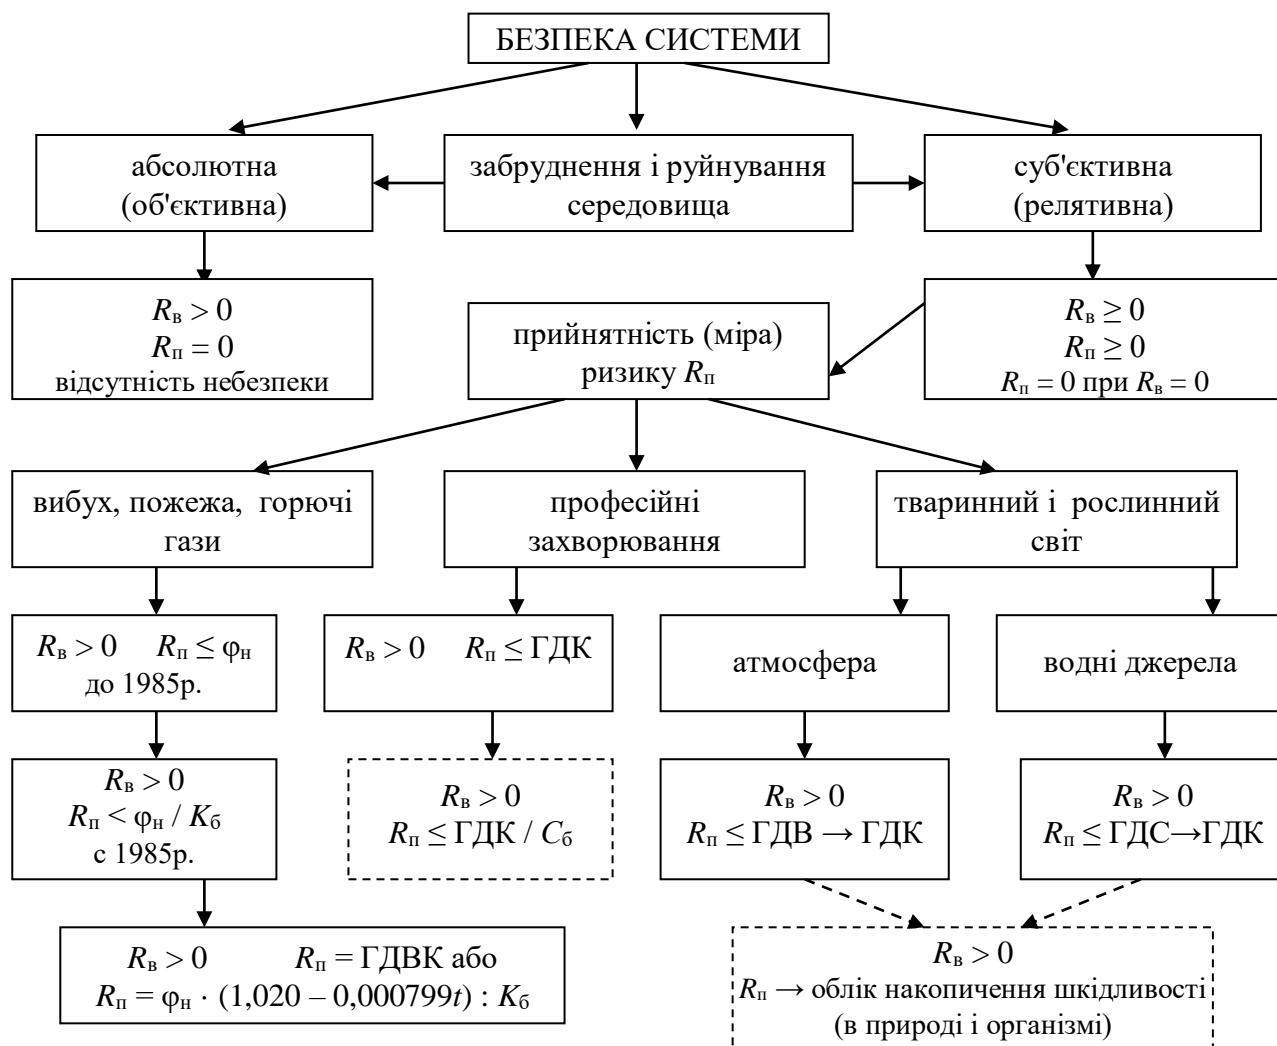 БЕЗПЕКА СИСТЕМИ
абсолютна
(об'єктивна)
забруднення і руйнування
середовища
суб'єктивна
(релятивна)
Rв > 0
Rп = 0
відсутність небезпеки
прийнятність (міра)
ризику Rп
Rв ≥ 0
Rп ≥ 0
Rп = 0 при Rв = 0
вибух, пожежа, горючі
гази
професійні
захворювання
тваринний і рослинний
світ
Rв > 0 Rп ≤ φн
до 1985р.
Rв > 0 Rп ≤ ГДК
атмосфера
водні джерела
Rв > 0
Rп < φн / Kб
с 1985р.
Rв > 0
Rп ≤ ГДК / Cб
Rв > 0
Rп ≤ ГДВ → ГДК
Rв > 0
Rп ≤ ГДС→ГДК
Rв > 0 Rп = ГДВК або
Rп = φн · (1,020 – 0,000799t) : Kб
Rв > 0
Rп → облік накопичення шкідливості
(в природі і організмі)